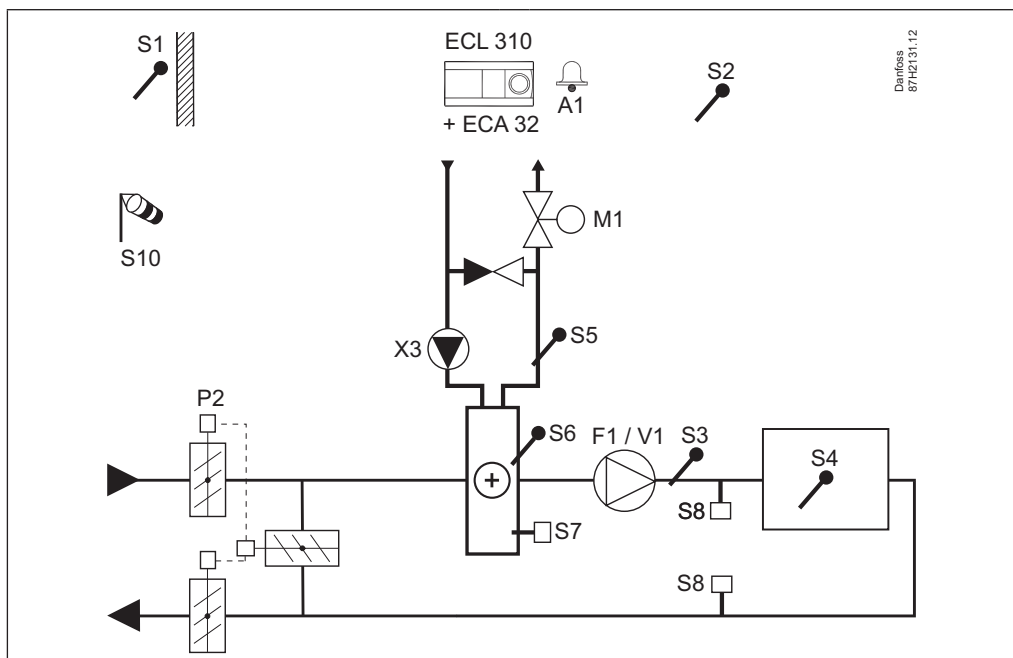 S1
ECL 310
A1
+ ECA 32
S2
Danfoss
87H2131.12
S10
M1
X3
S5
P2
S6
F1 / V1
S3
S4
S8
S7
S8
+